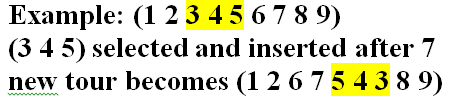 Example: (1 2 3 4 5 6 7 8 9)
(3 4 5) selected and inserted after 7
new tour becomes (1 2 6 7 5 4 3 8 9)